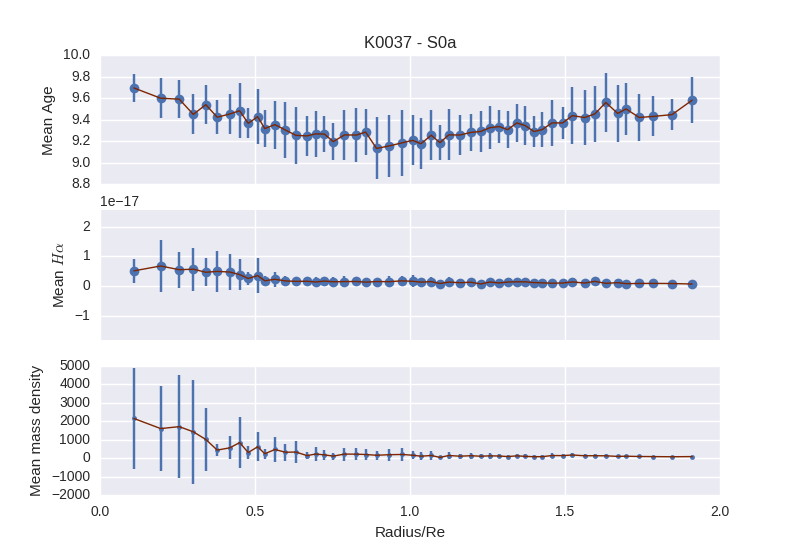 K0037 - S0a
10.0
9.8
9.6
9.4
9.2
9.0
8.8
Mean Age
1e−17
2
1
0
−1
Mean Hα
5000
4000
3000
2000
1000
0
−1000
−2000
Mean mass density
0.0 0.5 1.0 1.5 2.0
Radius/Re